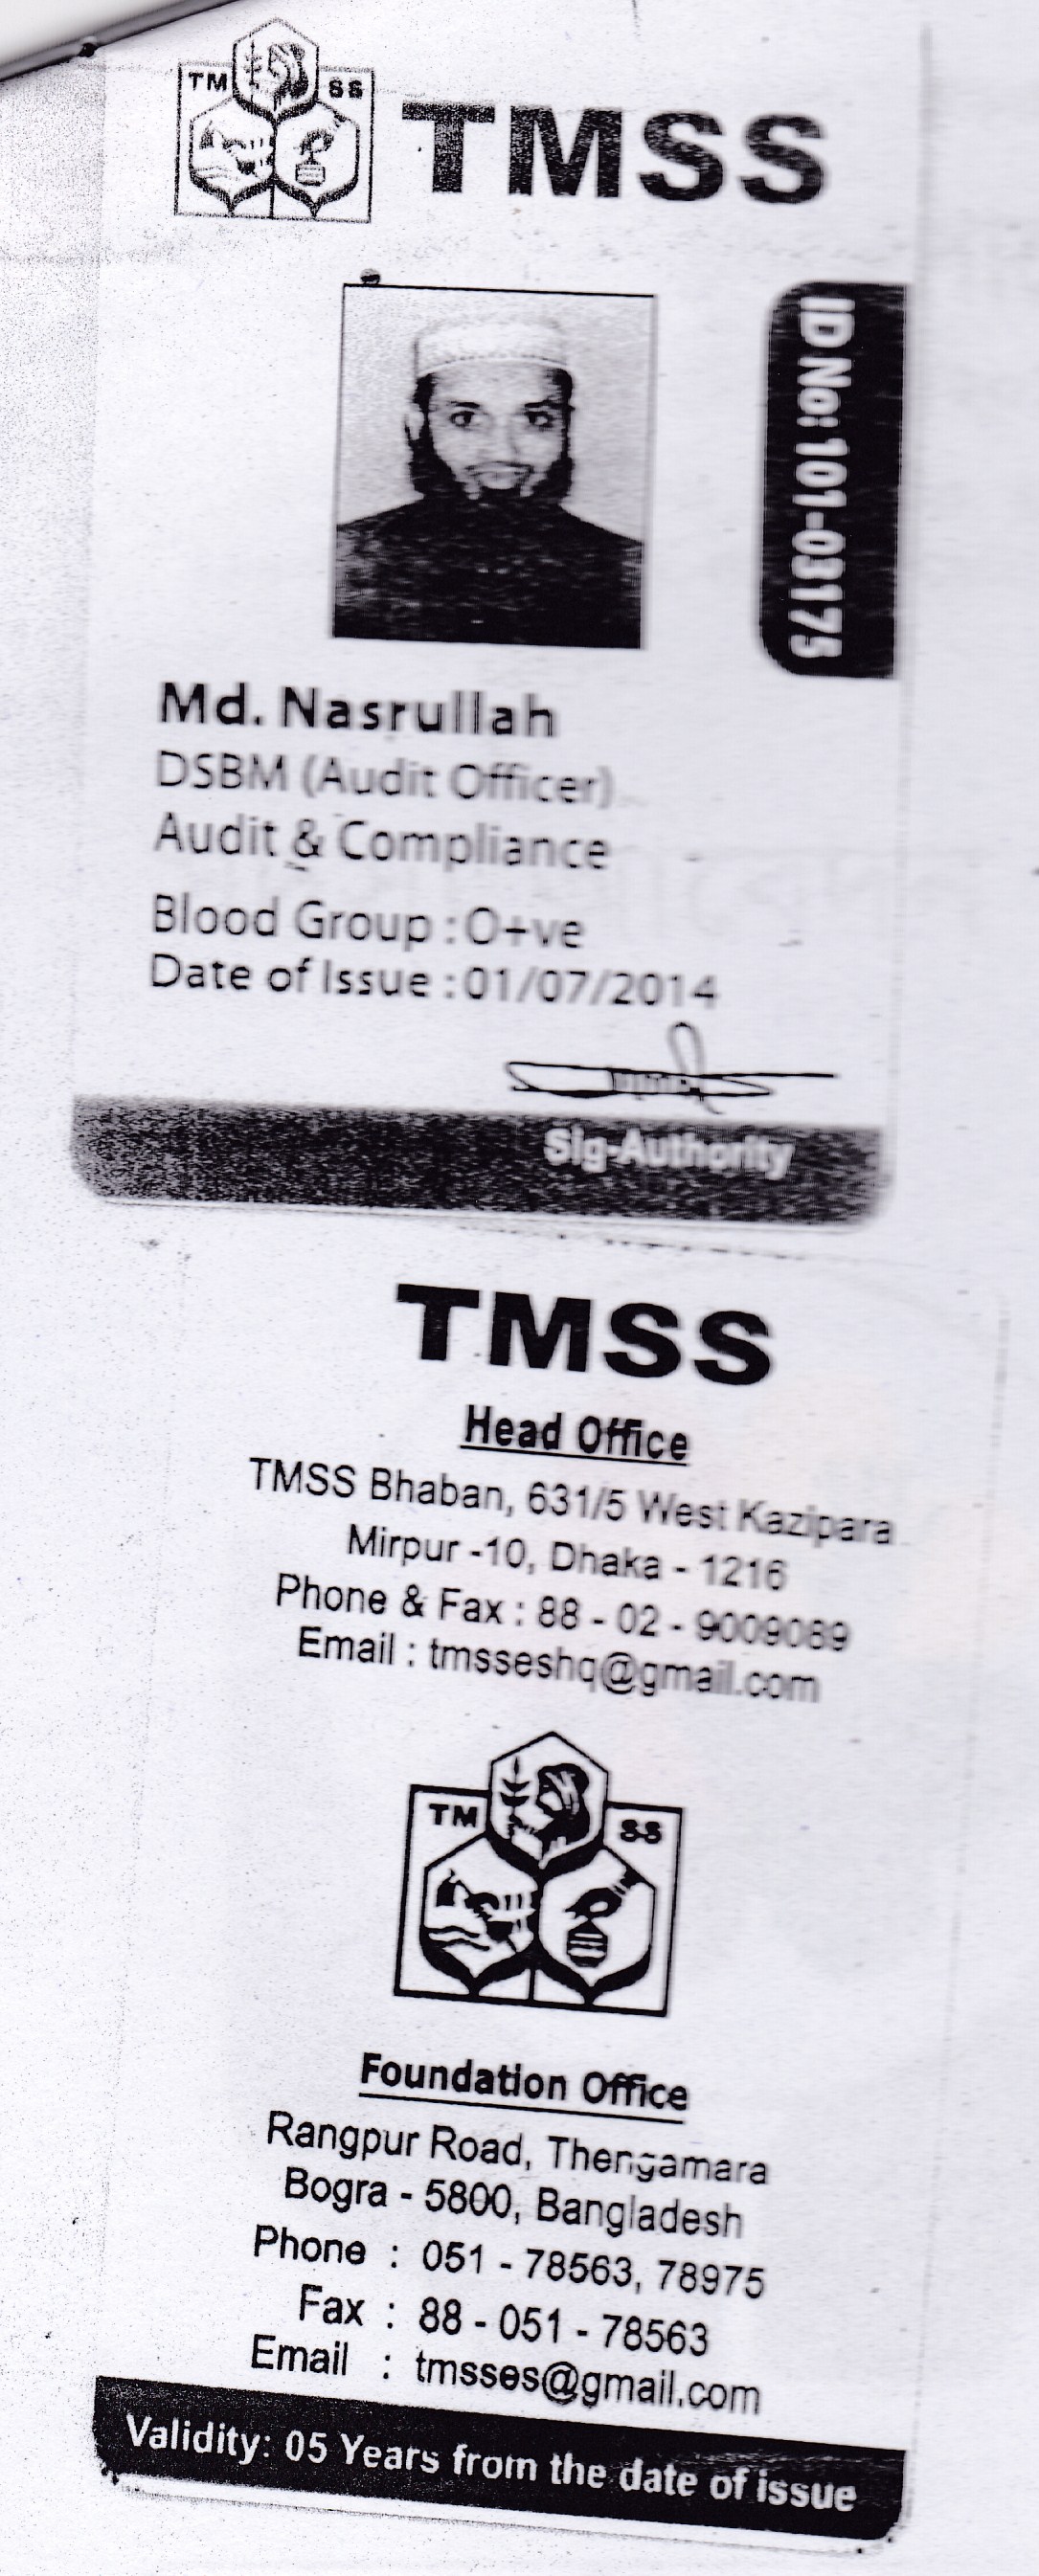 TM SS
TMSS
ID No: 101-03175
Md. Nasrullah
DSBM (Audit Officer)
Audit & Compliance
Blood Group : O+ve
Date of Issue : 01/07/2014
Sig-Authority
TMSS
Head Office
TMSS Bhaban, 631/5 West Kazipara
Mirpur -10, Dhaka - 1216
Phone & Fax : 88 - 02 - 9009089
Email : tmsseshq@gmail.com
TM SS
Foundation Office
Rangpur Road, Thengamara
Bogra - 5800, Bangladesh
Phone : 051 - 78563, 78975
Fax : 88 - 051 - 78563
Email : tmsses@gmail.com
Validity: 05 Years from the date of issue